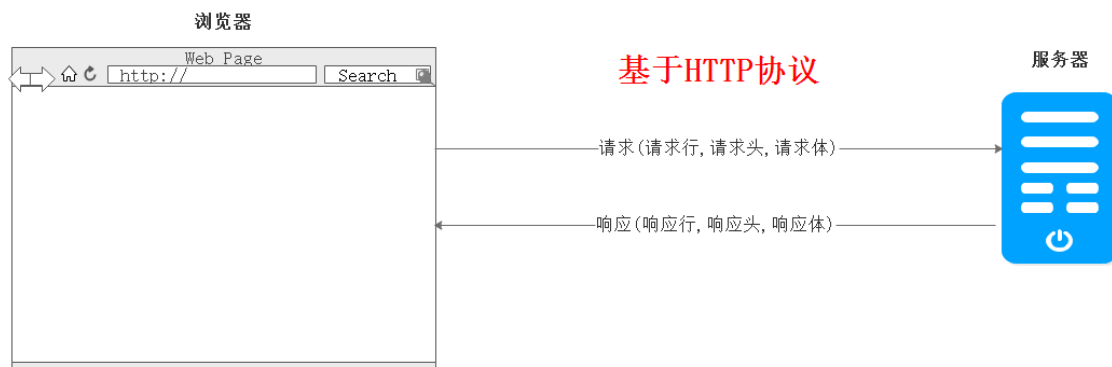 浏览器
Web Page
http://
Search
基于HTTP协议
服务器
请求(请求行,请求头,请求体)
响应(响应行,响应头,响应体)